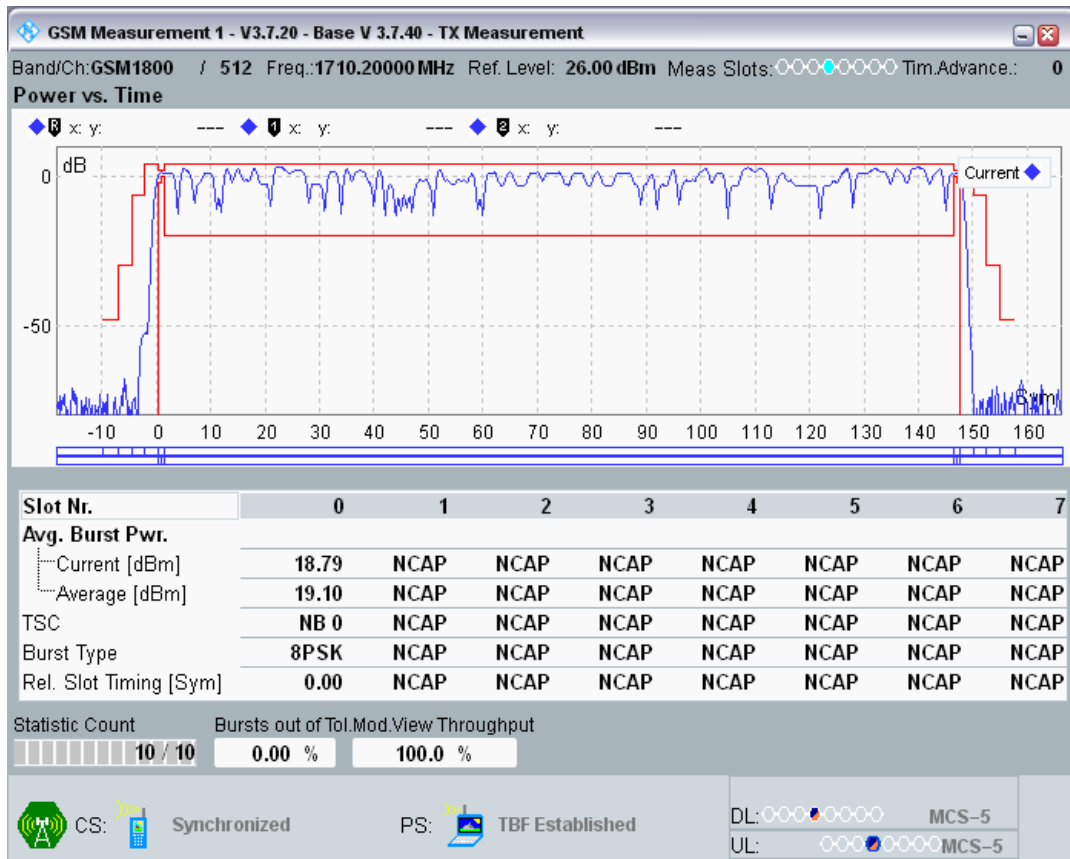 GSM Measurement 1 - V3.7.20 - Base V 3.7.40 - TX Measurement
Band/Ch:GSM1800 / 512 Freq.:1710.20000 MHz Ref. Level: 26.00 dBm Meas Slots: Tim.Advance.: 0
Power vs. Time
R x: y: --- 1 x: y: --- 2 x: y: ---
dB
Current
0
-50
Sym
-10 0 10 20 30 40 50 60 70 80 90 100 110 120 130 140 150 160
Slot Nr. 0 1 2 3 4 5 6 7
Avg. Burst Pwr.
Current [dBm] 18.79 NCAP NCAP NCAP NCAP NCAP NCAP NCAP
Average [dBm] 19.10 NCAP NCAP NCAP NCAP NCAP NCAP NCAP
TSC NB 0 NCAP NCAP NCAP NCAP NCAP NCAP NCAP
Burst Type 8PSK NCAP NCAP NCAP NCAP NCAP NCAP NCAP
Rel. Slot Timing [Sym] 0.00 NCAP NCAP NCAP NCAP NCAP NCAP NCAP
Statistic Count Bursts out of Tol.Mod.View Throughput
10 / 10 0.00 % 100.0 %
CS: Synchronized PS: TBF Established DL: MCS-5
UL: MCS-5